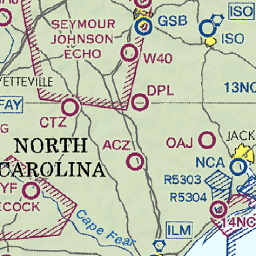 SEYMOUR
JOHNSON
ECHO
GSB
ISO
ISO
W40
YETTEVILLE
13NC
FAY
DPL
CTZ
OAJ
JACK
NORTH
CAROLINA
ACZ
NCA
R5303
R5304
YF
COCK
14NC
Cape Fear
ILM